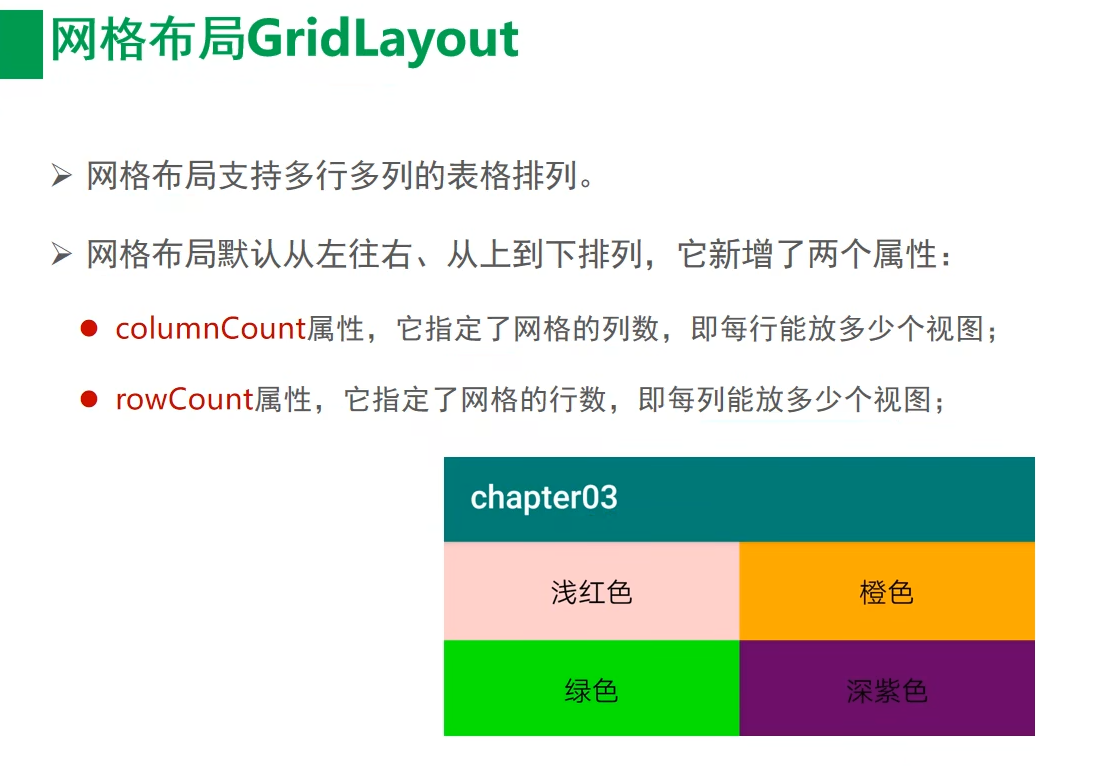 网格布局GridLayout
网格布局支持多行多列的表格排列。
网格布局默认从左往右、从上到下排列，它新增了两个属性：
columnCount属性，它指定了网格的列数，即每行能放多少个视图；
rowCount属性，它指定了网格的行数，即每列能放多少个视图；
chapter03
浅红色
橙色
绿色
深紫色